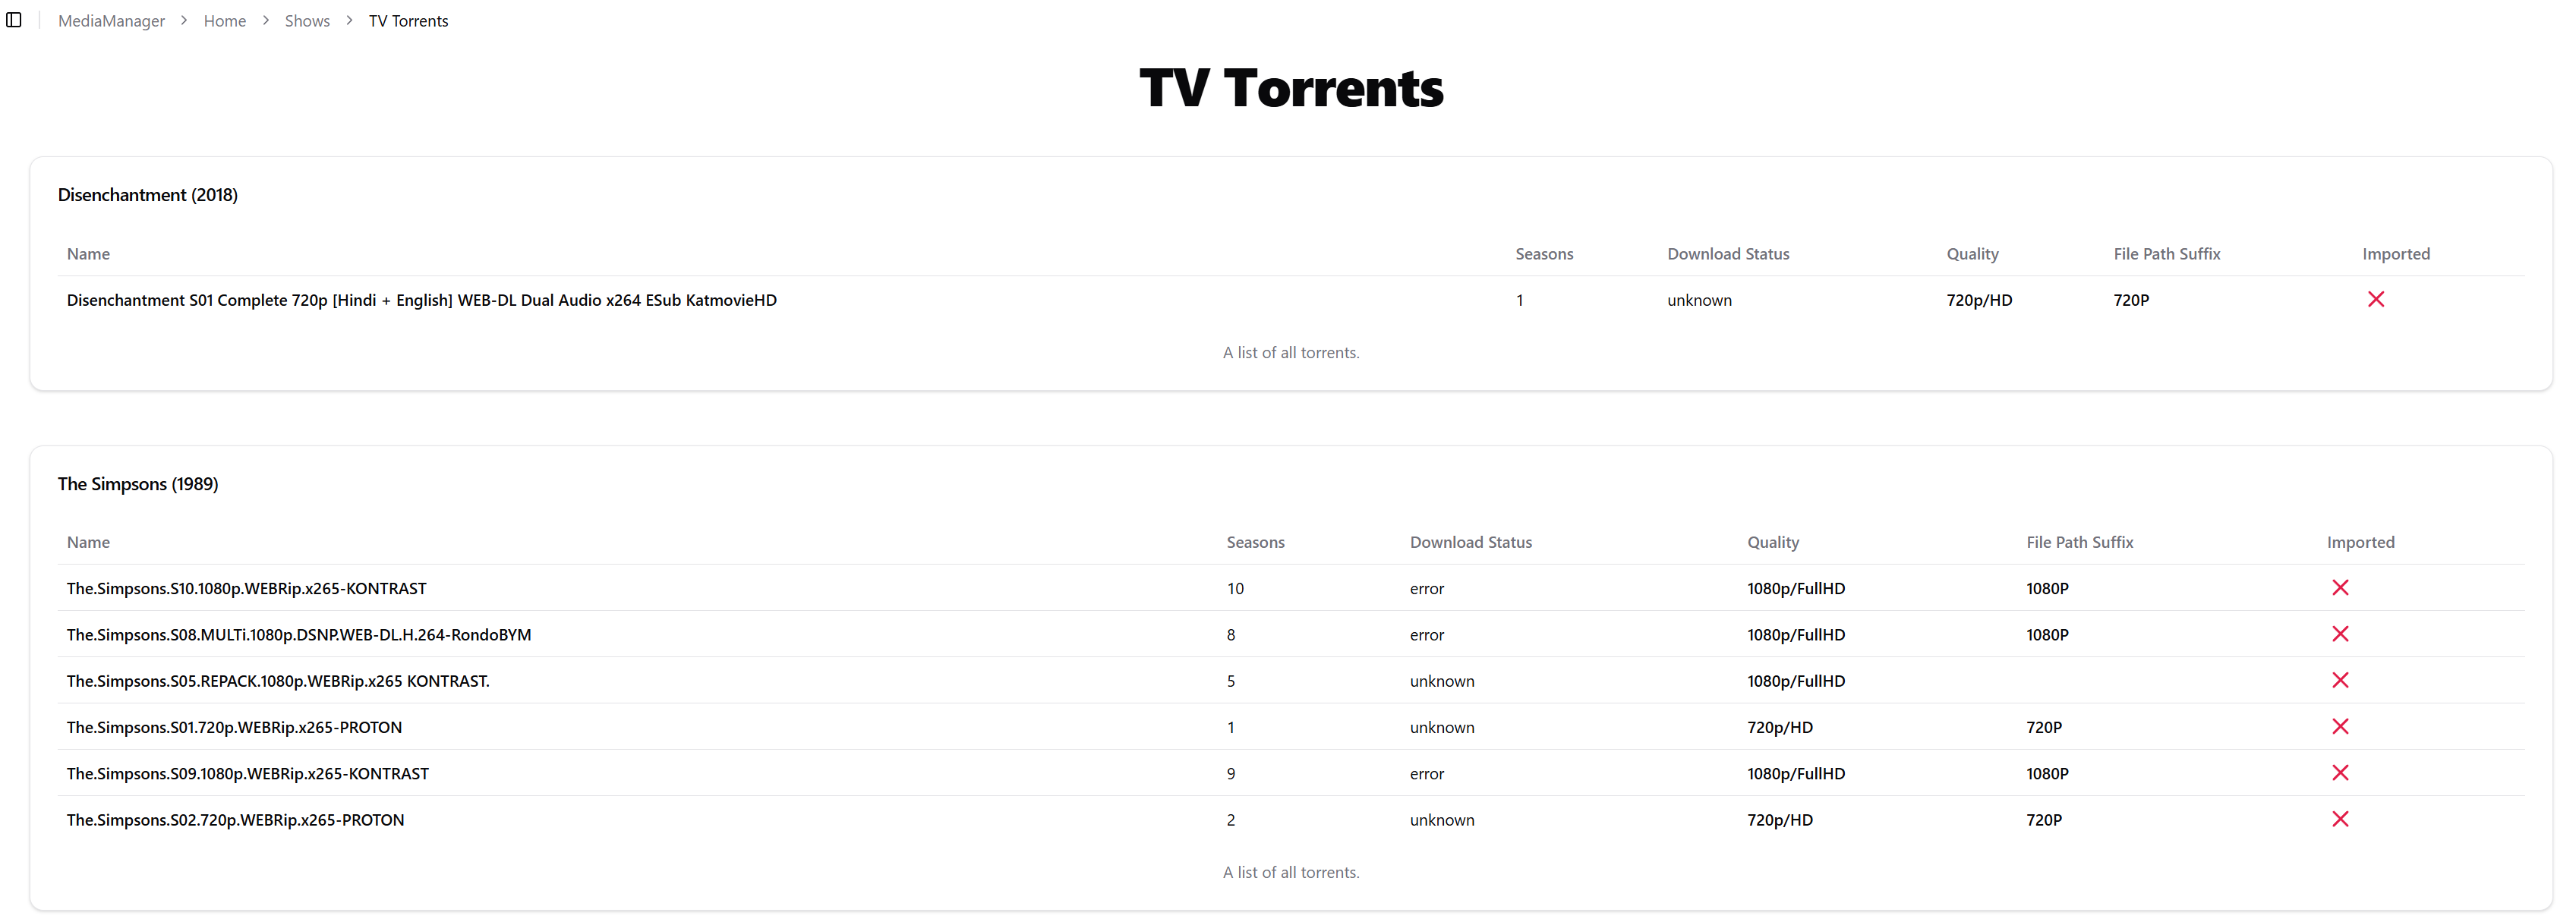 MediaManager > Home > Shows > TV Torrents
TV Torrents
Disenchantment (2018)
Name Seasons Download Status Quality File Path Suffix Imported
Disenchantment S01 Complete 720p [Hindi + English] WEB-DL Dual Audio x264 ESub KatmovieHD 1 unknown 720p/HD 720P
A list of all torrents.
The Simpsons (1989)
Name Seasons Download Status Quality File Path Suffix Imported
The.Simpsons.S10.1080p.WEBRip.x265-KONTRAST 10 error 1080p/FullHD 1080P
The.Simpsons.S08.MULTi.1080p.DSNP.WEB-DL.H.264-RondoBYM 8 error 1080p/FullHD 1080P
The.Simpsons.S05.REPACK.1080p.WEBRip.x265 KONTRAST. 5 unknown 1080p/FullHD
The.Simpsons.S01.720p.WEBRip.x265-PROTON 1 unknown 720p/HD 720P
The.Simpsons.S09.1080p.WEBRip.x265-KONTRAST 9 error 1080p/FullHD 1080P
The.Simpsons.S02.720p.WEBRip.x265-PROTON 2 unknown 720p/HD 720P
A list of all torrents.